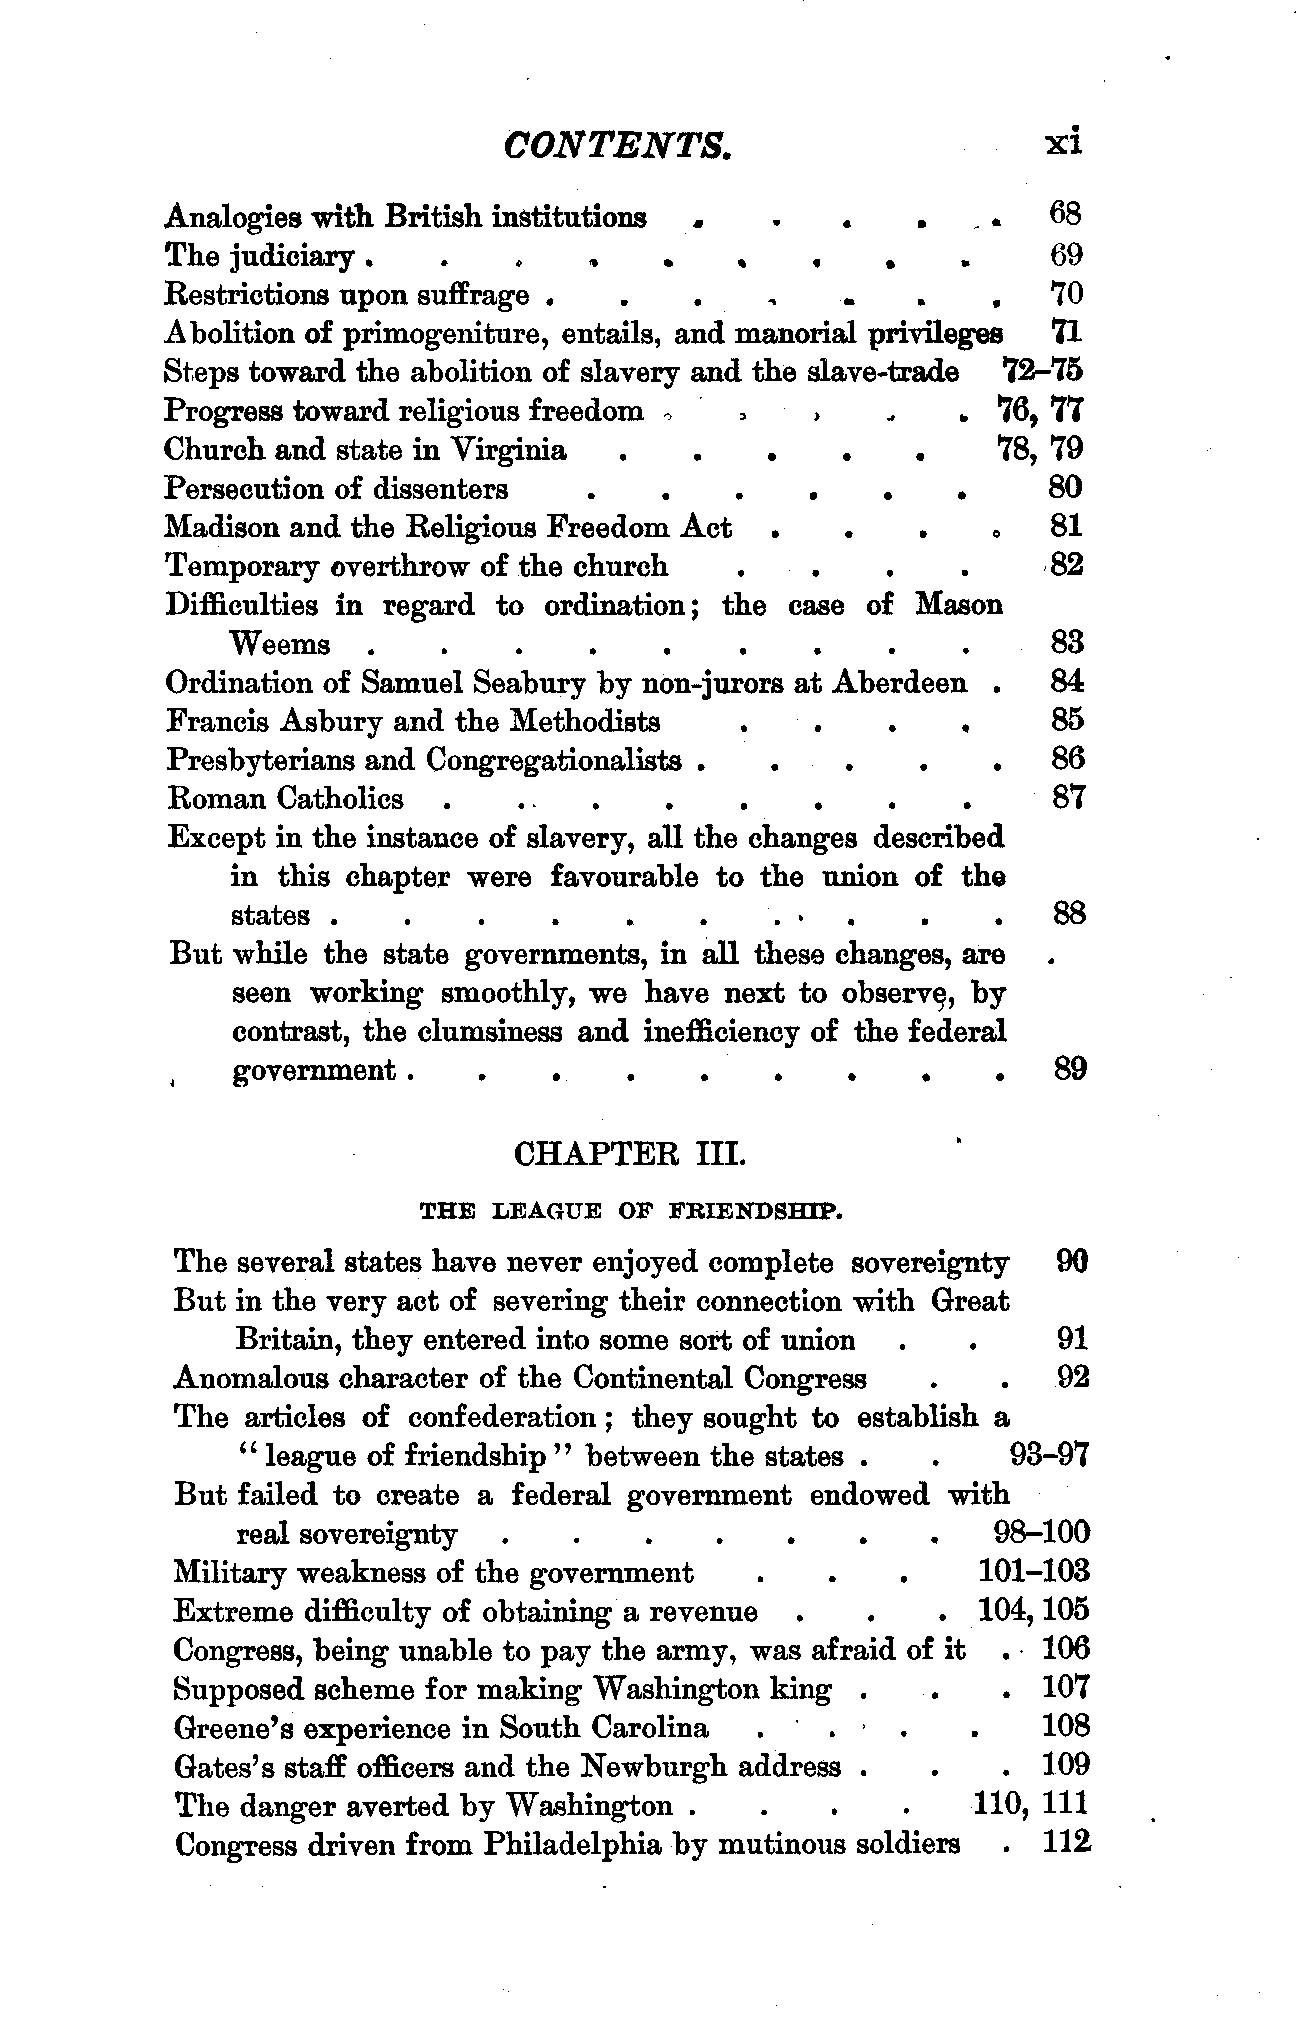 CONTENTS. xi
Analogies with British institutions . . . . . 68
The judiciary . . . . . . . . . 69
Restrictions upon suffrage . . . . . . . 70
Abolition of primogeniture, entails, and manorial privileges 71
Steps toward the abolition of slavery and the slave-trade 72–75
Progress toward religious freedom . . . . . 76, 77
Church and state in Virginia . . . . . 78, 79
Persecution of dissenters . . . . . . 80
Madison and the Religious Freedom Act . . . . 81
Temporary overthrow of the church . . . . 82
Difficulties in regard to ordination; the case of Mason
Weems . . . . . . . . . 83
Ordination of Samuel Seabury by non-jurors at Aberdeen . 84
Francis Asbury and the Methodists . . . . 85
Presbyterians and Congregationalists . . . . . 86
Roman Catholics . . . . . . . . 87
Except in the instance of slavery, all the changes described
in this chapter were favourable to the union of the
states . . . . . . . . . . 88
But while the state governments, in all these changes, are
seen working smoothly, we have next to observe, by
contrast, the clumsiness and inefficiency of the federal
government . . . . . . . . . 89
CHAPTER III.
THE LEAGUE OF FRIENDSHIP.
The several states have never enjoyed complete sovereignty 90
But in the very act of severing their connection with Great
Britain, they entered into some sort of union . . 91
Anomalous character of the Continental Congress . . 92
The articles of confederation; they sought to establish a
"league of friendship" between the states . . 93–97
But failed to create a federal government endowed with
real sovereignty . . . . . . . 98–100
Military weakness of the government . . . 101–103
Extreme difficulty of obtaining a revenue . . . 104, 105
Congress, being unable to pay the army, was afraid of it . 106
Supposed scheme for making Washington king . . . 107
Greene's experience in South Carolina . . . . 108
Gates's staff officers and the Newburgh address . . . 109
The danger averted by Washington . . . . 110, 111
Congress driven from Philadelphia by mutinous soldiers . 112